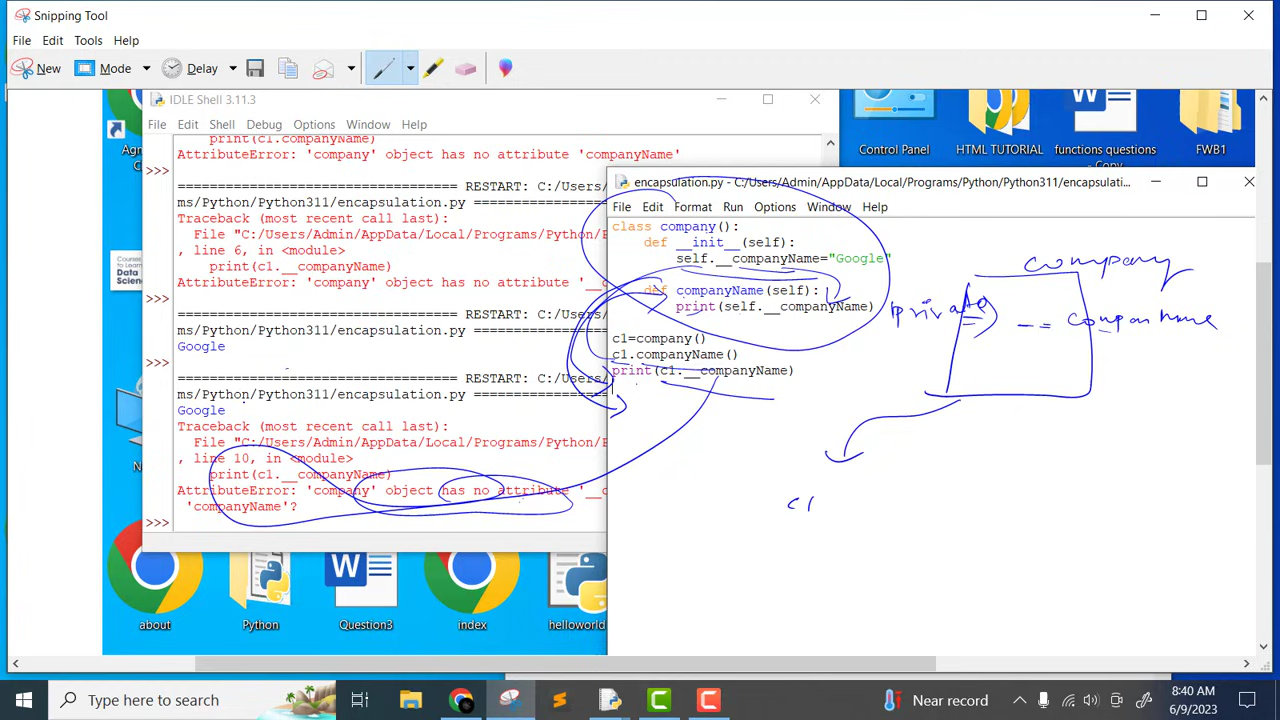 Snipping Tool
File Edit Tools Help
New Mode Delay
IDLE Shell 3.11.3
File Edit Shell Debug Options Window Help
print(c1.companyName)
AttributeError: 'company' object has no attribute 'companyName'
>>>
================================== RESTART: C:/Users/
ms/Python/Python311/encapsulation.py
Traceback (most recent call last):
File "C:/Users/Admin/AppData/Local/Programs/Python/
, line 6, in <module>
print(c1.__companyName)
AttributeError: 'company' object has no attribute '__c
>>>
================================== RESTART: C:/Users/
ms/Python/Python311/encapsulation.py
Google
>>>
================================== RESTART: C:/Users/
ms/Python/Python311/encapsulation.py
Google
Traceback (most recent call last):
File "C:/Users/Admin/AppData/Local/Programs/Python/
, line 10, in <module>
print(c1.__companyName)
AttributeError: 'company' object has no attribute
'companyName'?
>>>
encapsulation.py - C:/Users/Admin/AppData/Local/Programs/Python/Python311/encapsulati...
File Edit Format Run Options Window Help
class company():
def __init__(self):
self.__companyName="Google"
def companyName(self):
print(self.__companyName)
c1=company()
c1.companyName()
print(c1.__companyName)
company
private
c1
Control Panel
HTML TUTORIAL
functions questions
- Copy
FWB1
Data
about
Python
Question3
index
helloworld
Type here to search
Near record
8:40 AM
6/9/2023